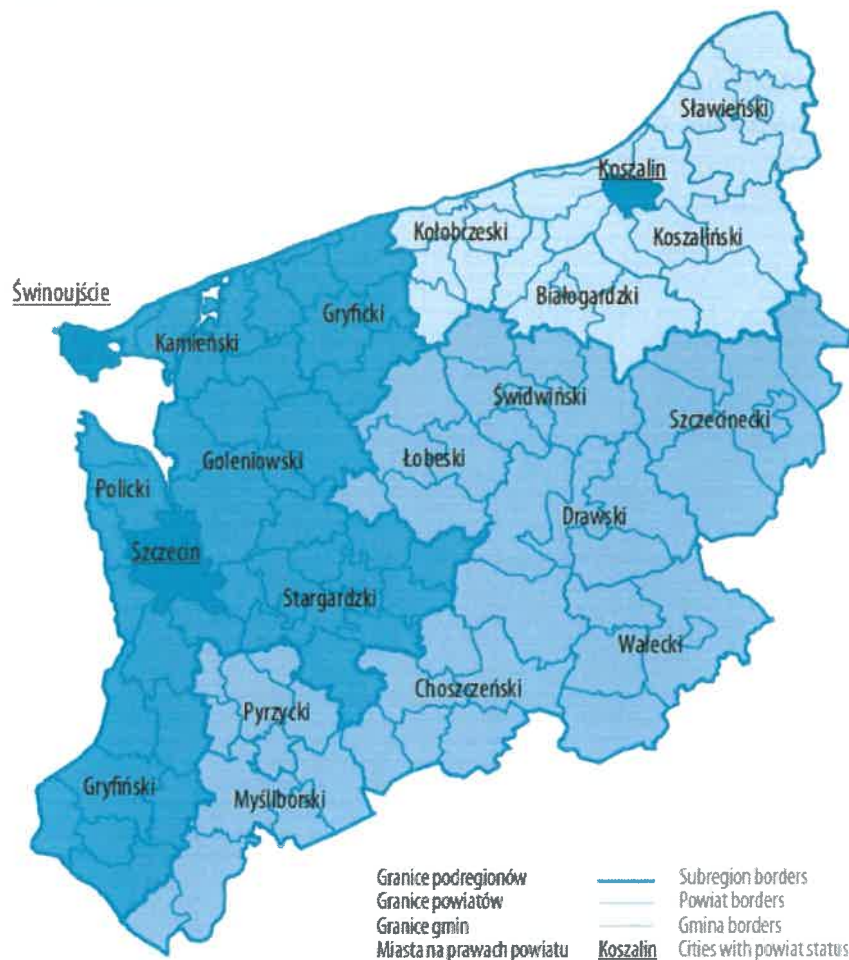 Sławieński
Koszalin
Kołobrzeski
Koszaliński
Świnoujście
Białogardzki
Gryficki
Kamieński
Świdwiński
Szczecinecki
Łobeski
Goleniowski
Policki
Drawski
Szczecin
Stargardzki
Wałecki
Choszczeński
Pyrzycki
Gryfiński
Myśliborski
Granice podregionów Subregion borders
Granice powiatów Powiat borders
Granice gmin Gmina borders
Miasta na prawach powiatu Koszalin Cities with powiat status